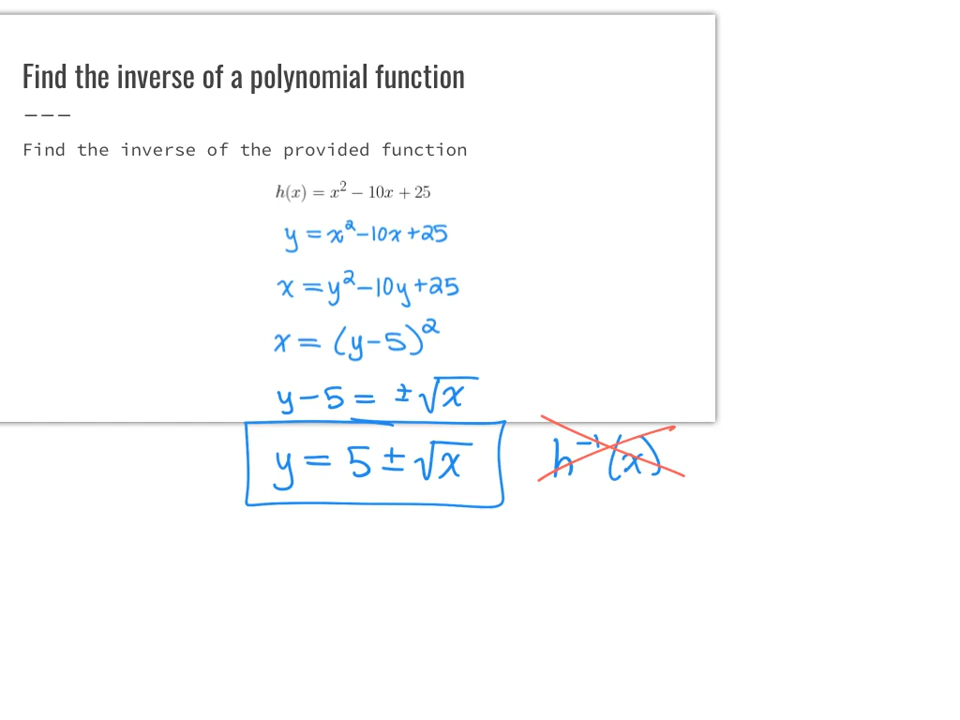 Find the inverse of a polynomial function
---
Find the inverse of the provided function
h(x) = x² − 10x + 25
y = x² − 10x + 25
x = y² − 10y + 25
x = (y − 5)²
y − 5 = ± √x
y = 5 ± √x h⁻¹(x)